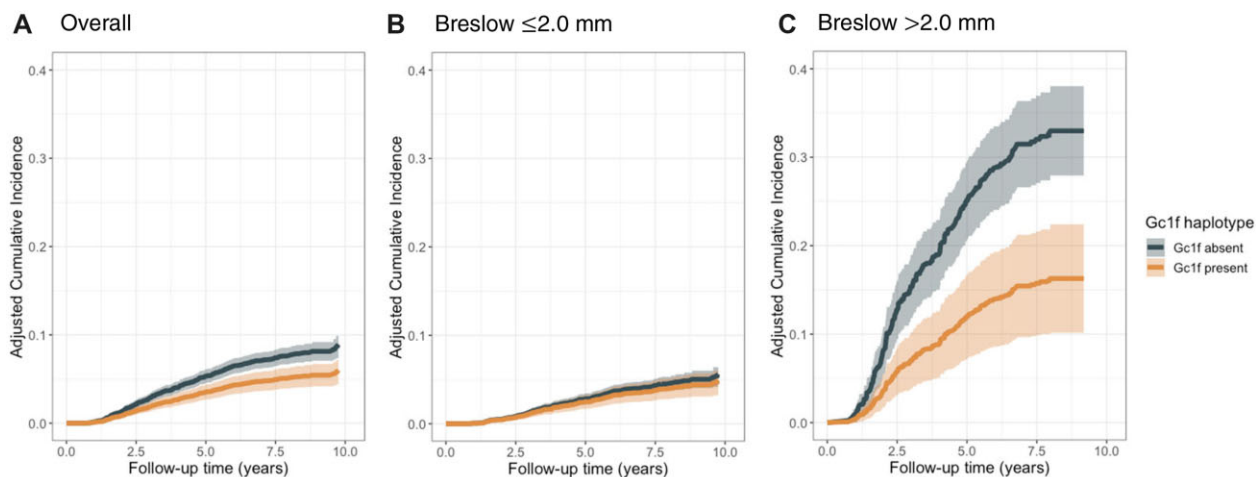 A Overall
B Breslow ≤2.0 mm
C Breslow >2.0 mm
Adjusted Cumulative Incidence
0.4
0.3
0.2
0.1
0.0
0.0 2.5 5.0 7.5 10.0
Follow-up time (years)
Adjusted Cumulative Incidence
0.4
0.3
0.2
0.1
0.0
0.0 2.5 5.0 7.5 10.0
Follow-up time (years)
Adjusted Cumulative Incidence
0.4
0.3
0.2
0.1
0.0
0.0 2.5 5.0 7.5 10.0
Follow-up time (years)
Gc1f haplotype
Gc1f absent
Gc1f present